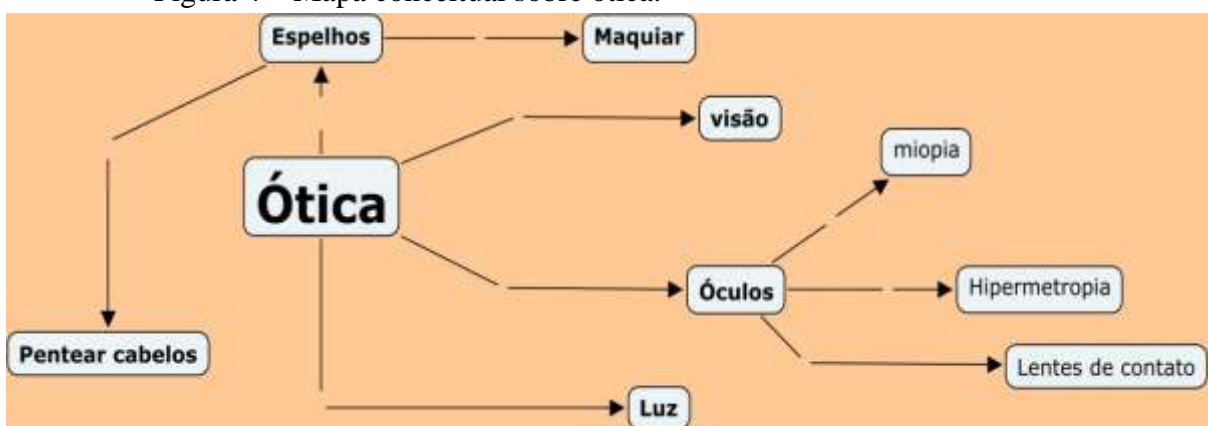 Espelhos
Maquiar
visão
miopia
Ótica
Óculos
Hipermetropia
Pentear cabelos
Lentes de contato
Luz